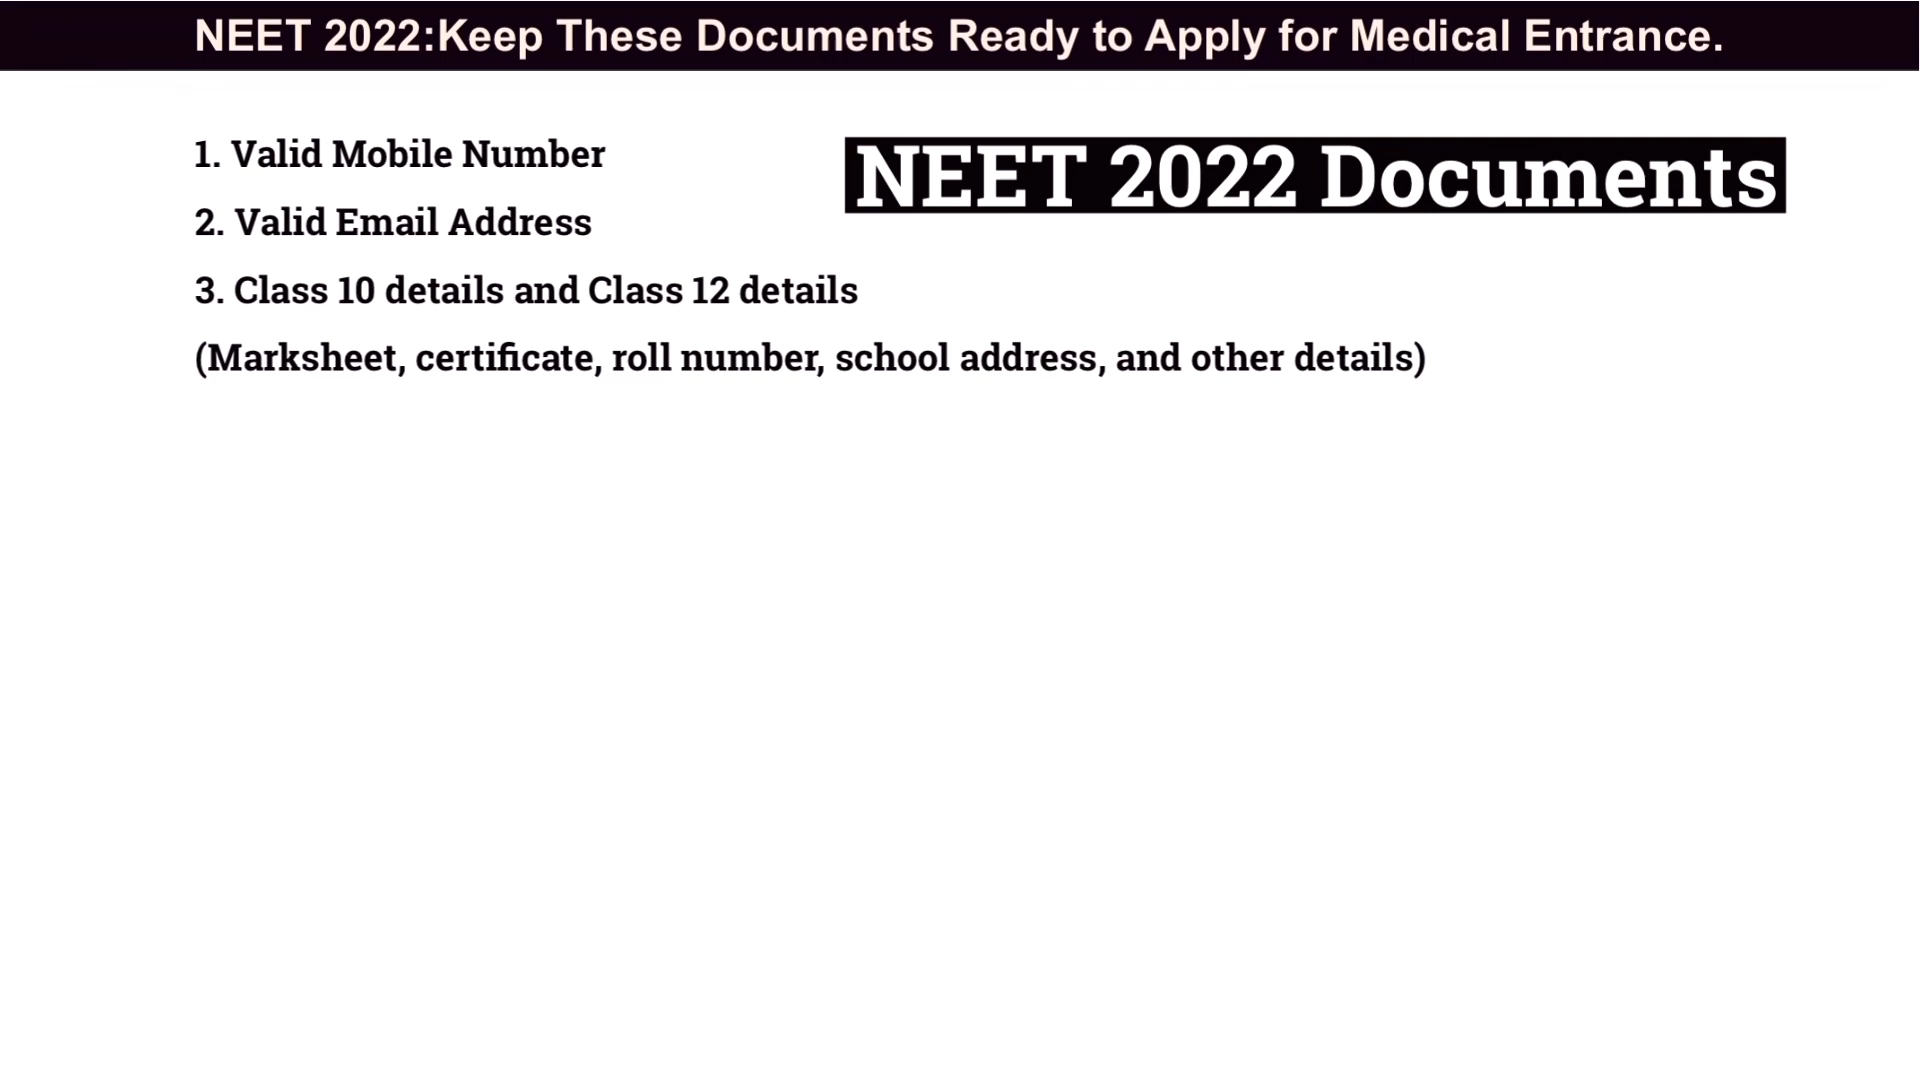 NEET 2022:Keep These Documents Ready to Apply for Medical Entrance.
1. Valid Mobile Number
NEET 2022 Documents
2. Valid Email Address
3. Class 10 details and Class 12 details
(Marksheet, certificate, roll number, school address, and other details)